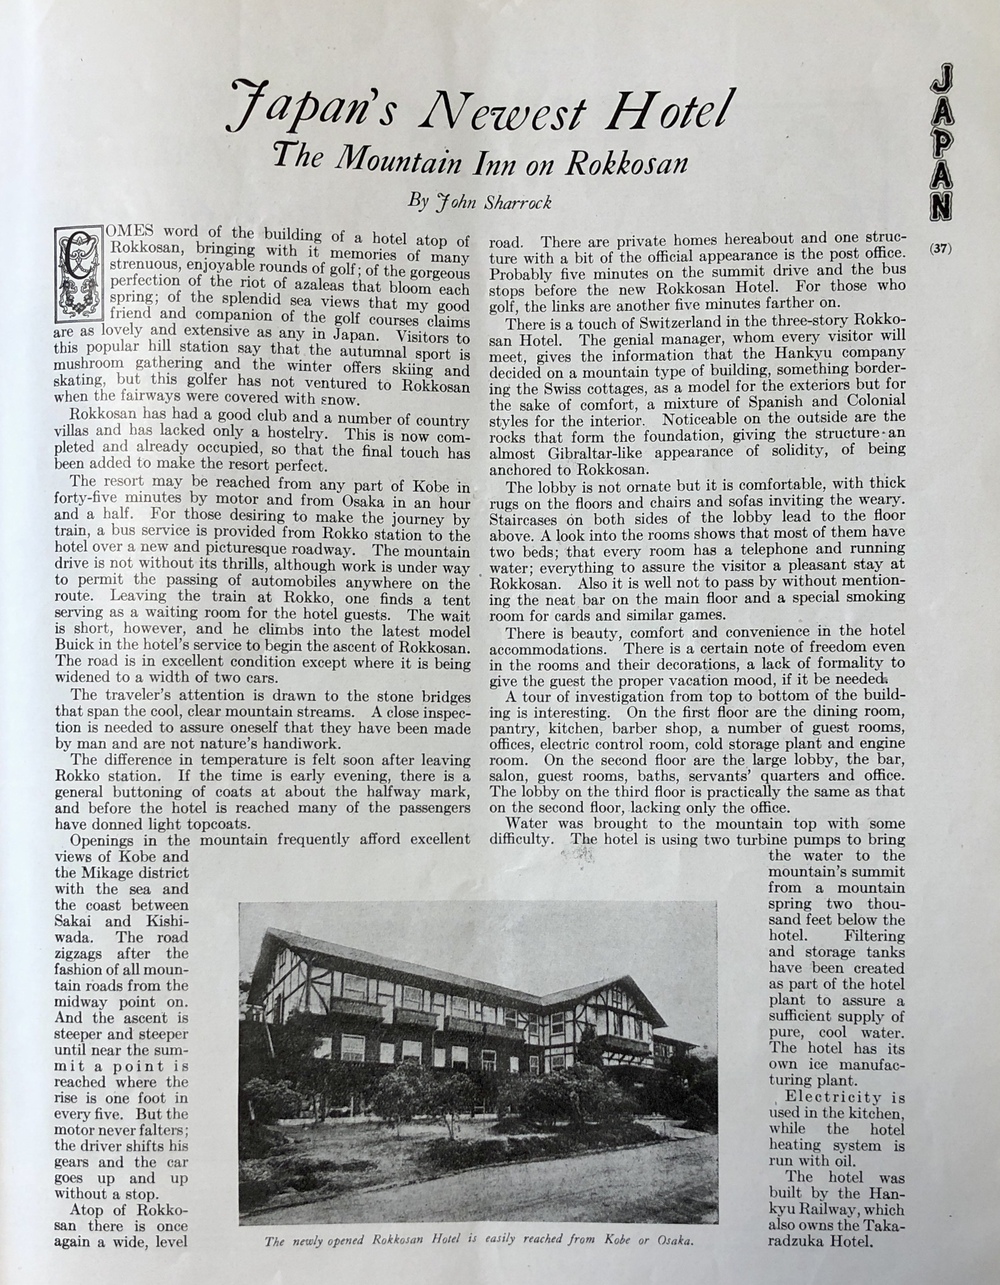 Japan's Newest Hotel
The Mountain Inn on Rokkosan
By John Sharrock
JAPAN
(37)
COMES word of the building of a hotel atop of
Rokkosan, bringing with it memories of many
strenuous, enjoyable rounds of golf; of the gorgeous
perfection of the riot of azaleas that bloom each
spring; of the splendid sea views that my good
friend and companion of the golf courses claims
are as lovely and extensive as any in Japan. Visitors to
this popular hill station say that the autumnal sport is
mushroom gathering and the winter offers skiing and
skating, but this golfer has not ventured to Rokkosan
when the fairways were covered with snow.
Rokkosan has had a good club and a number of country
villas and has lacked only a hostelry. This is now com-
pleted and already occupied, so that the final touch has
been added to make the resort perfect.
The resort may be reached from any part of Kobe in
forty-five minutes by motor and from Osaka in an hour
and a half. For those desiring to make the journey by
train, a bus service is provided from Rokko station to the
hotel over a new and picturesque roadway. The mountain
drive is not without its thrills, although work is under way
to permit the passing of automobiles anywhere on the
route. Leaving the train at Rokko, one finds a tent
serving as a waiting room for the hotel guests. The wait
is short, however, and he climbs into the latest model
Buick in the hotel's service to begin the ascent of Rokkosan.
The road is in excellent condition except where it is being
widened to a width of two cars.
The traveler's attention is drawn to the stone bridges
that span the cool, clear mountain streams. A close inspec-
tion is needed to assure oneself that they have been made
by man and are not nature's handiwork.
The difference in temperature is felt soon after leaving
Rokko station. If the time is early evening, there is a
general buttoning of coats at about the halfway mark,
and before the hotel is reached many of the passengers
have donned light topcoats.
Openings in the mountain frequently afford excellent
views of Kobe and
the Mikage district
with the sea and
the coast between
Sakai and Kishi-
wada. The road
zigzags after the
fashion of all moun-
tain roads from the
midway point on.
And the ascent is
steeper and steeper
until near the sum-
mit a point is
reached where the
rise is one foot in
every five. But the
motor never falters;
the driver shifts his
gears and the car
goes up and up
without a stop.
Atop of Rokko-
san there is once
again a wide, level
road. There are private homes hereabout and one struc-
ture with a bit of the official appearance is the post office.
Probably five minutes on the summit drive and the bus
stops before the new Rokkosan Hotel. For those who
golf, the links are another five minutes farther on.
There is a touch of Switzerland in the three-story Rokko-
san Hotel. The genial manager, whom every visitor will
meet, gives the information that the Hankyu company
decided on a mountain type of building, something border-
ing the Swiss cottages, as a model for the exteriors but for
the sake of comfort, a mixture of Spanish and Colonial
styles for the interior. Noticeable on the outside are the
rocks that form the foundation, giving the structure an
almost Gibraltar-like appearance of solidity, of being
anchored to Rokkosan.
The lobby is not ornate but it is comfortable, with thick
rugs on the floors and chairs and sofas inviting the weary.
Staircases on both sides of the lobby lead to the floor
above. A look into the rooms shows that most of them have
two beds; that every room has a telephone and running
water; everything to assure the visitor a pleasant stay at
Rokkosan. Also it is well not to pass by without mention-
ing the neat bar on the main floor and a special smoking
room for cards and similar games.
There is beauty, comfort and convenience in the hotel
accommodations. There is a certain note of freedom even
in the rooms and their decorations, a lack of formality to
give the guest the proper vacation mood, if it be needed.
A tour of investigation from top to bottom of the build-
ing is interesting. On the first floor are the dining room,
pantry, kitchen, barber shop, a number of guest rooms,
offices, electric control room, cold storage plant and engine
room. On the second floor are the large lobby, the bar,
salon, guest rooms, baths, servants' quarters and office.
The lobby on the third floor is practically the same as that
on the second floor, lacking only the office.
Water was brought to the mountain top with some
difficulty. The hotel is using two turbine pumps to bring
the water to the
mountain's summit
from a mountain
spring two thou-
sand feet below the
hotel. Filtering
and storage tanks
have been created
as part of the hotel
plant to assure a
sufficient supply of
pure, cool water.
The hotel has its
own ice manufac-
turing plant.
Electricity is
used in the kitchen,
while the hotel
heating system is
run with oil.
The hotel was
built by the Han-
kyu Railway, which
also owns the Taka-
radzuka Hotel.
The newly opened Rokkosan Hotel is easily reached from Kobe or Osaka.